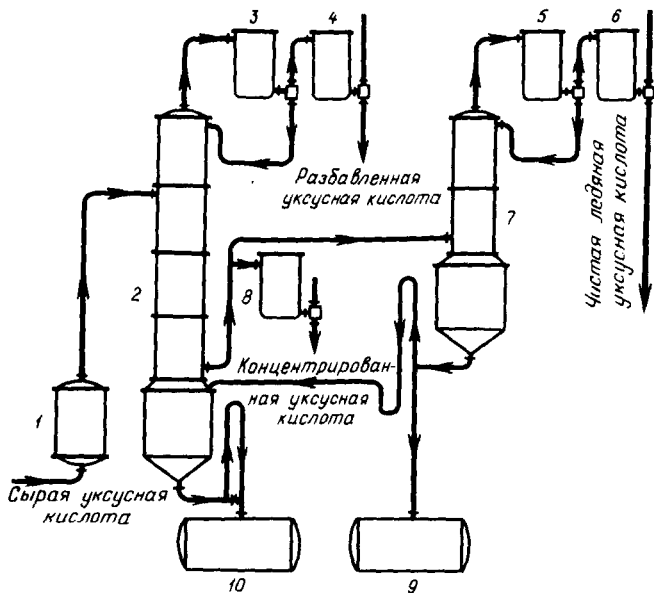 3
4
5
6
Разбавленная
уксусная кислота
Чистая ледяная
уксусная кислота
7
2
8
Концентрирован-
ная уксусная
кислота
1
Сырая уксусная
кислота
10
9